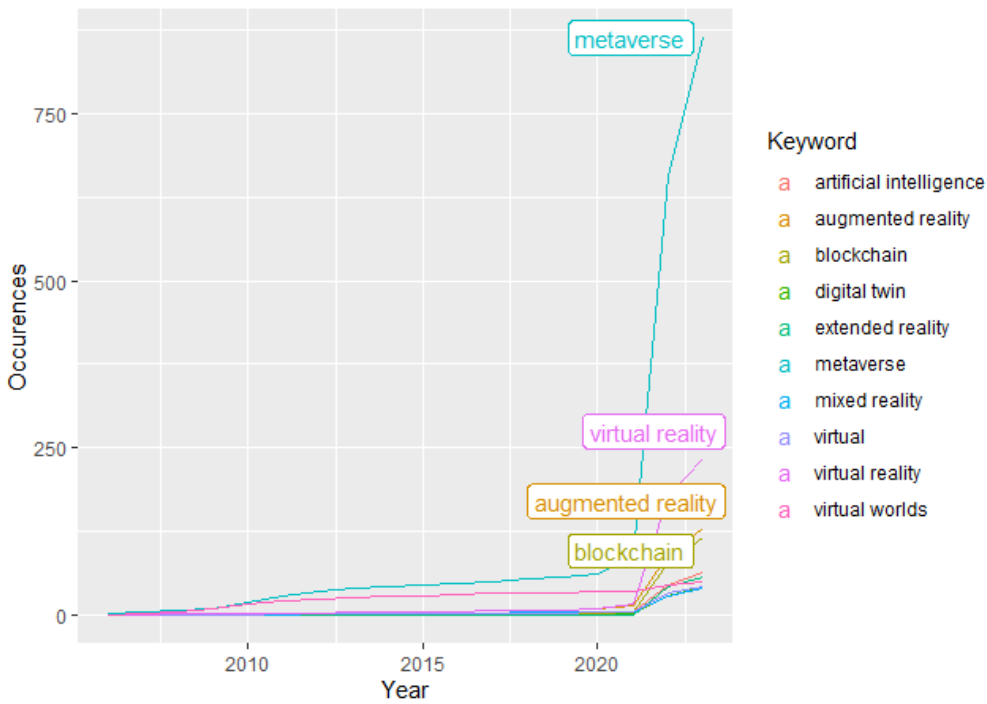 metaverse
750
500
250
0
virtual reality
augmented reality
blockchain
2010 2015 2020
Year
Occurences
Keyword
a artificial intelligence
a augmented reality
a blockchain
a digital twin
a extended reality
a metaverse
a mixed reality
a virtual
a virtual reality
a virtual worlds